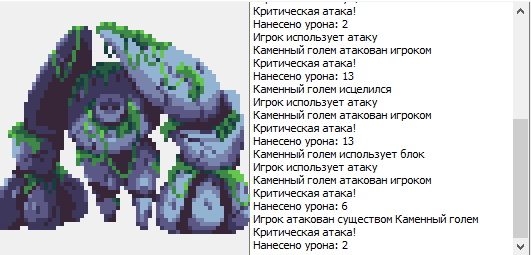 Критическая атака!
Нанесено урона: 2
Игрок использует атаку
Каменный голем атакован игроком
Критическая атака!
Нанесено урона: 13
Каменный голем исцелился
Игрок использует атаку
Каменный голем атакован игроком
Критическая атака!
Нанесено урона: 13
Каменный голем использует блок
Игрок использует атаку
Каменный голем атакован игроком
Критическая атака!
Нанесено урона: 6
Игрок атакован существом Каменный голем
Критическая атака!
Нанесено урона: 2